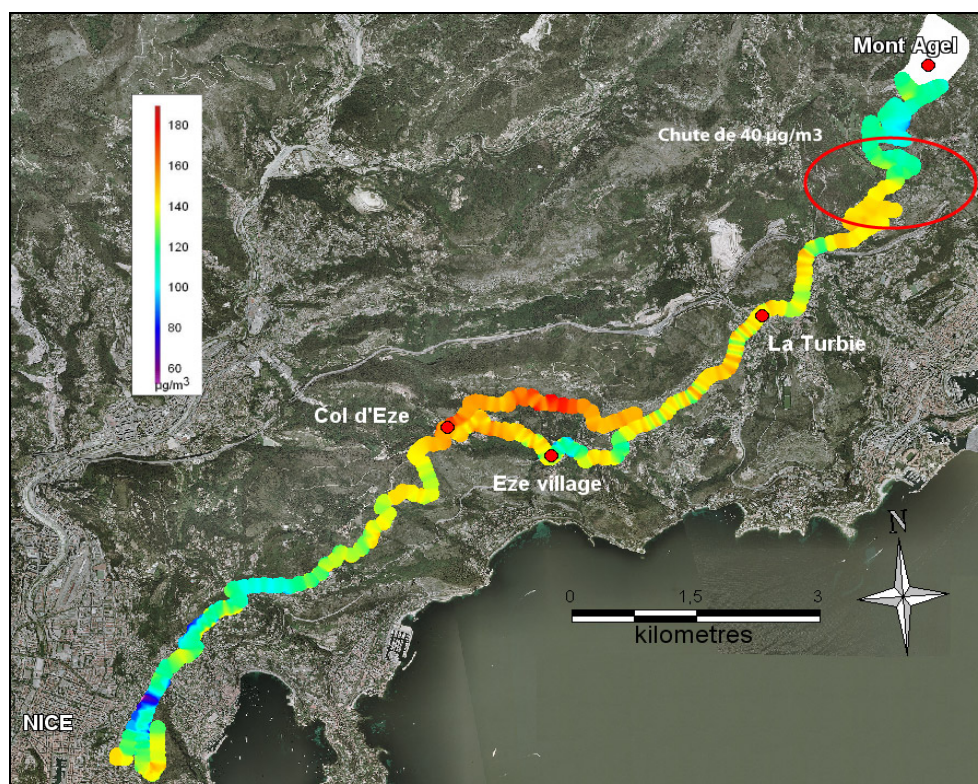 Mont Agel
180
160
140
120
100
80
60
µg/m3
Chute de 40 µg/m3
La Turbie
Col d'Eze
Eze village
N
0 1,5 3
kilometres
NICE